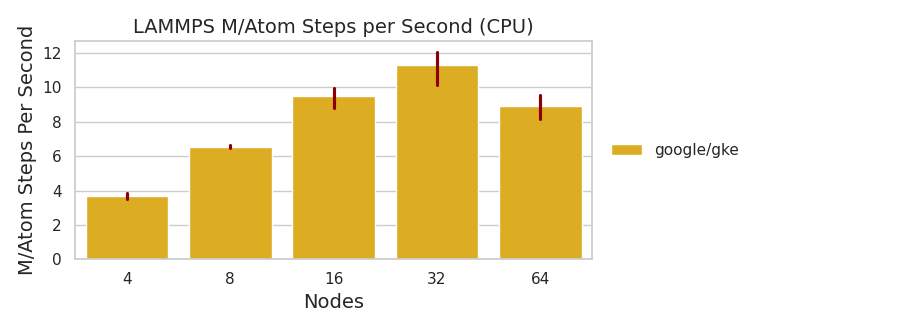 LAMMPS M/Atom Steps per Second (CPU)
M/Atom Steps Per Second
12
10
8
6
4
2
0
4 8 16 32 64
Nodes
google/gke